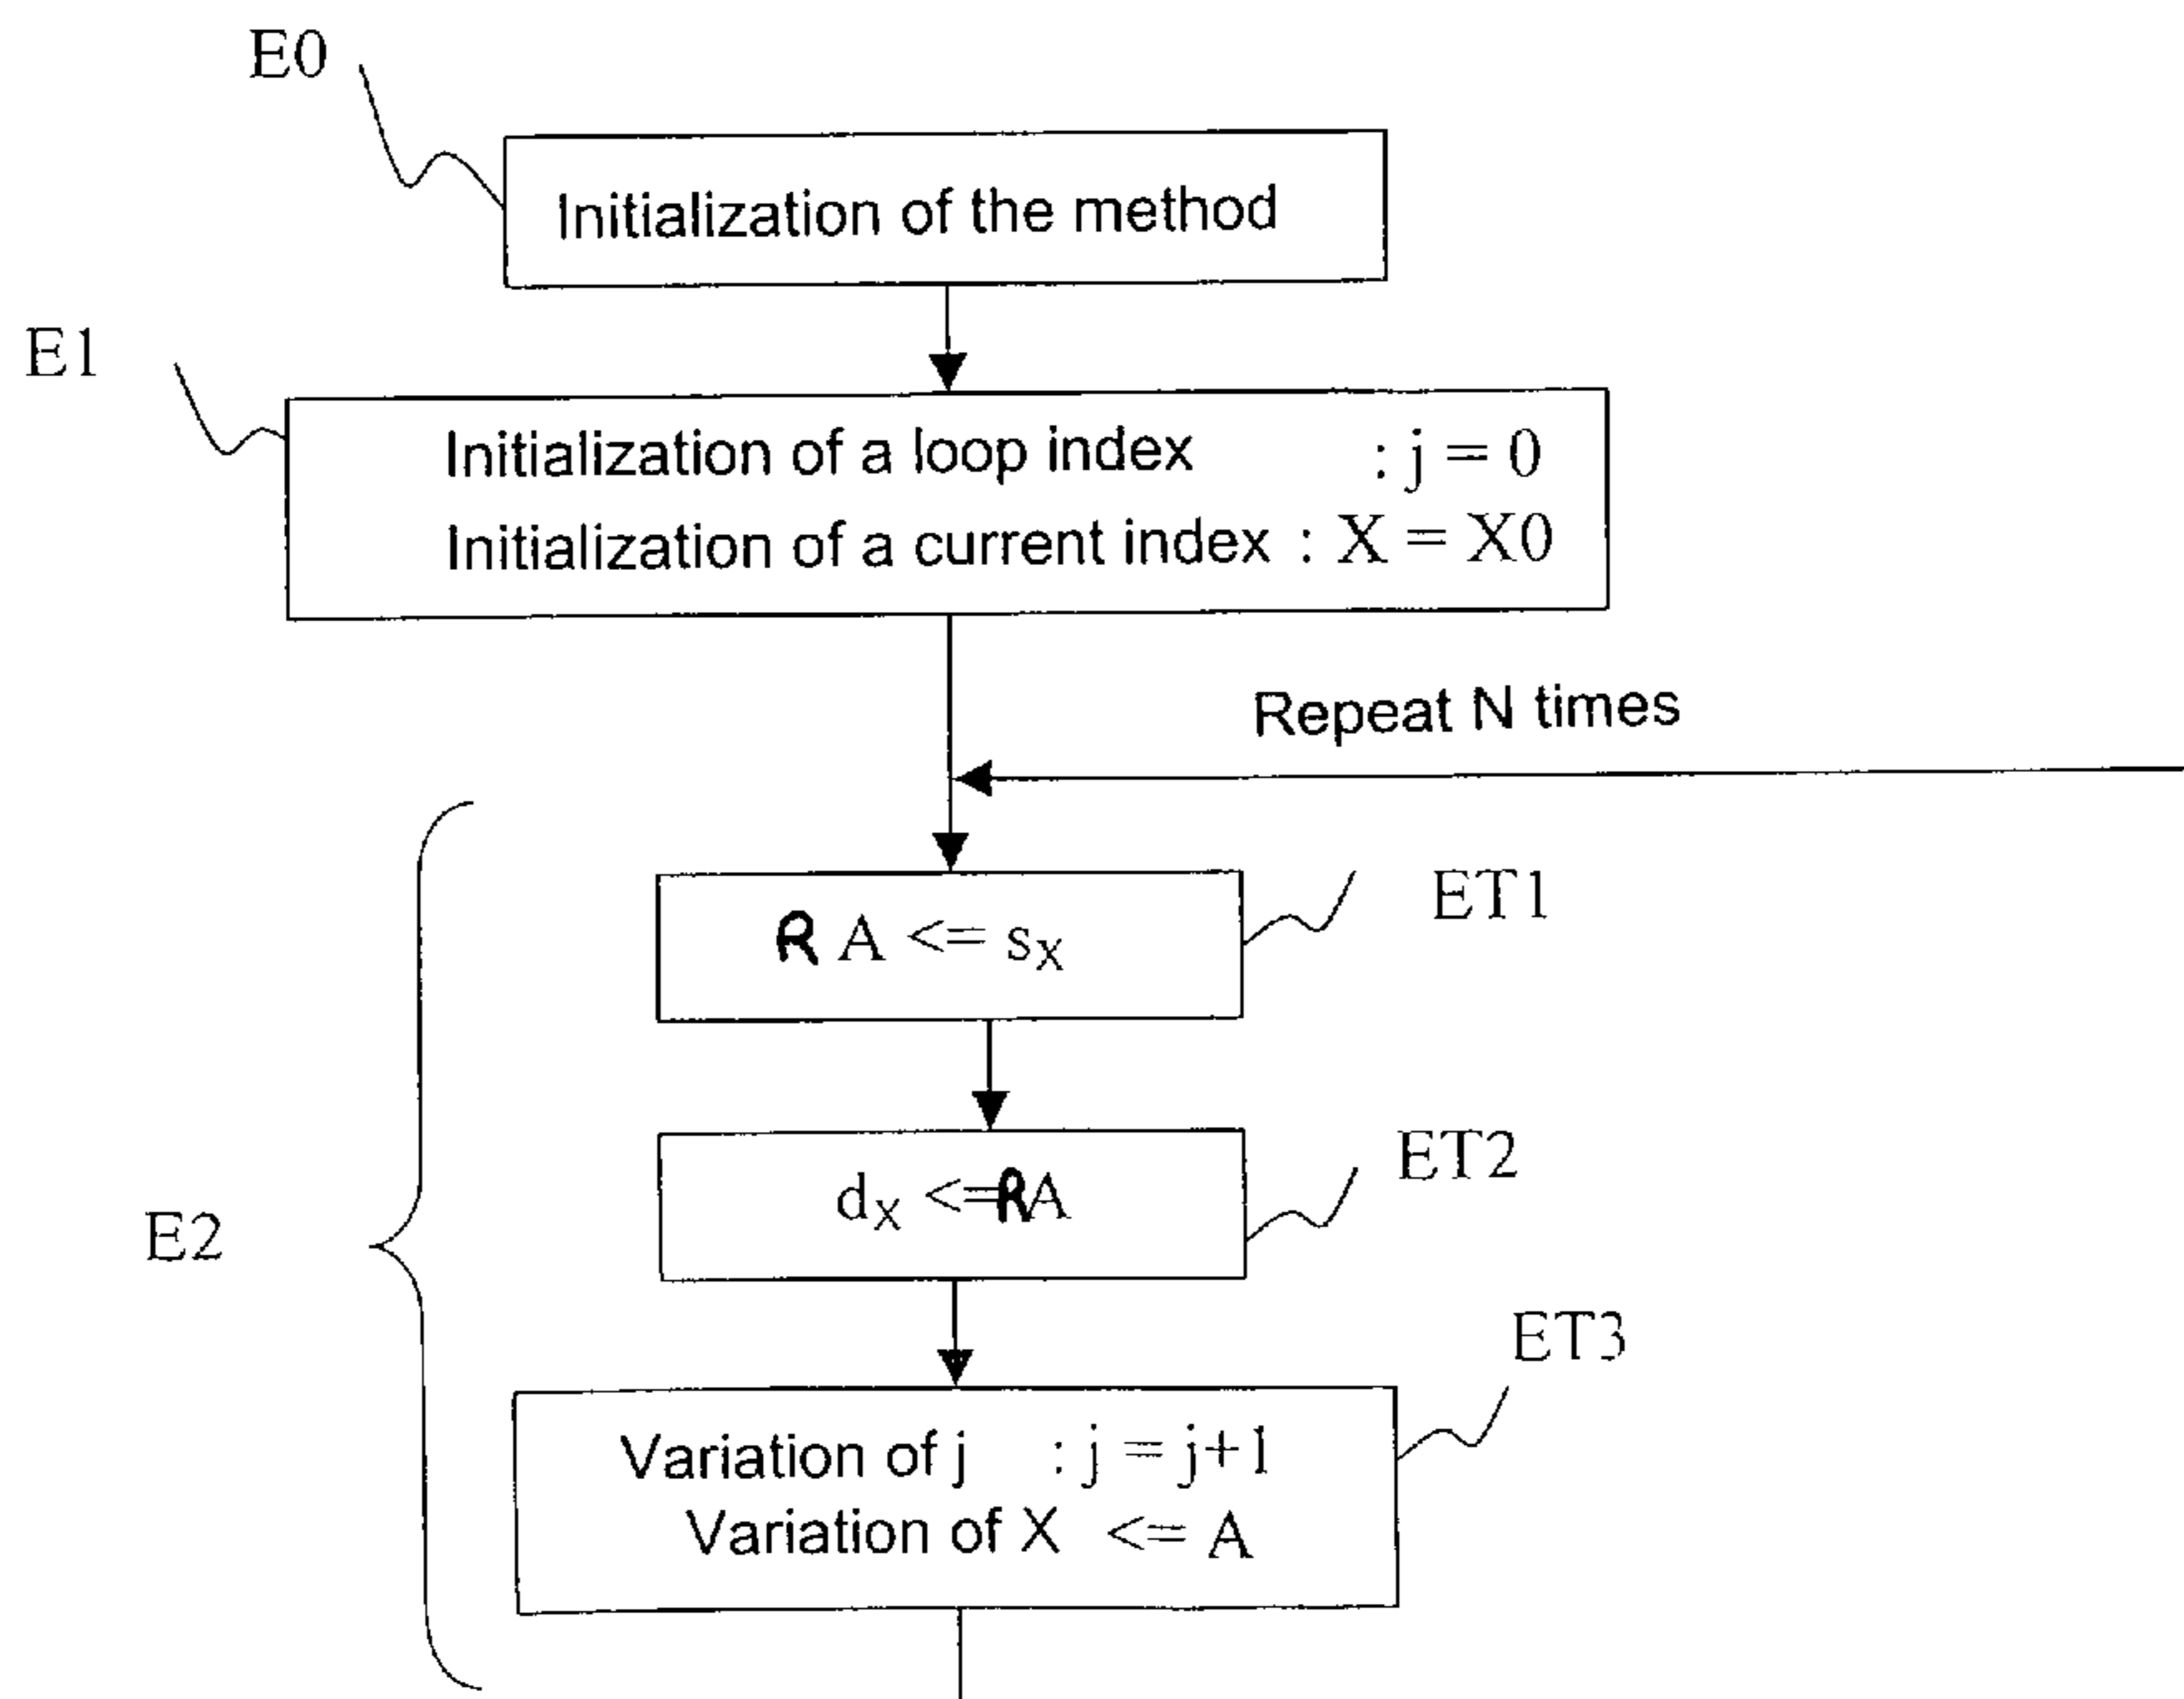 E0
Initialization of the method
E1
Initialization of a loop index : j = 0
Initialization of a current index : X = X0
Repeat N times
R A <= sX
ET1
dX <= RA
ET2
E2
ET3
Variation of j : j = j+1
Variation of X <= A